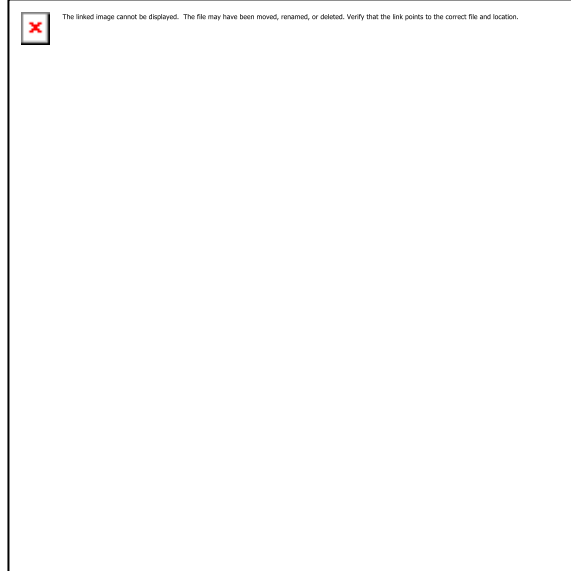 The linked image cannot be displayed.  The file may have been moved, renamed, or deleted. Verify that the link points to the correct file and location.